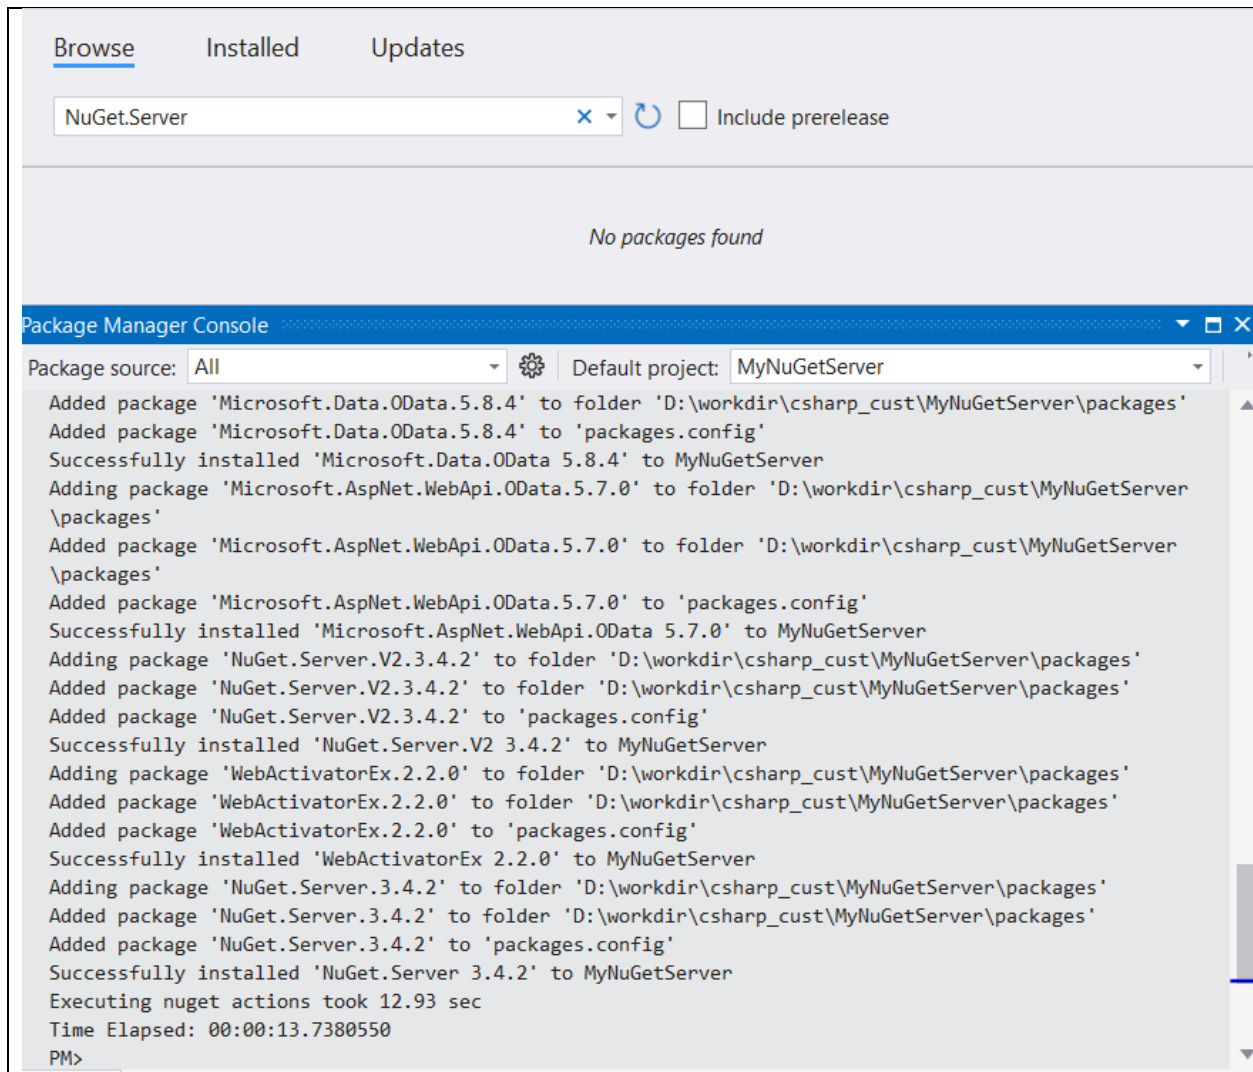 Browse Installed Updates
NuGet.Server Include prerelease
No packages found
Package Manager Console
Package source: All Default project: MyNuGetServer
Added package 'Microsoft.Data.OData.5.8.4' to folder 'D:\workdir\csharp_cust\MyNuGetServer\packages'
Added package 'Microsoft.Data.OData.5.8.4' to 'packages.config'
Successfully installed 'Microsoft.Data.OData 5.8.4' to MyNuGetServer
Adding package 'Microsoft.AspNet.WebApi.OData.5.7.0' to folder 'D:\workdir\csharp_cust\MyNuGetServer
\packages'
Added package 'Microsoft.AspNet.WebApi.OData.5.7.0' to folder 'D:\workdir\csharp_cust\MyNuGetServer
\packages'
Added package 'Microsoft.AspNet.WebApi.OData.5.7.0' to 'packages.config'
Successfully installed 'Microsoft.AspNet.WebApi.OData 5.7.0' to MyNuGetServer
Adding package 'NuGet.Server.V2.3.4.2' to folder 'D:\workdir\csharp_cust\MyNuGetServer\packages'
Added package 'NuGet.Server.V2.3.4.2' to folder 'D:\workdir\csharp_cust\MyNuGetServer\packages'
Added package 'NuGet.Server.V2.3.4.2' to 'packages.config'
Successfully installed 'NuGet.Server.V2 3.4.2' to MyNuGetServer
Adding package 'WebActivatorEx.2.2.0' to folder 'D:\workdir\csharp_cust\MyNuGetServer\packages'
Added package 'WebActivatorEx.2.2.0' to folder 'D:\workdir\csharp_cust\MyNuGetServer\packages'
Added package 'WebActivatorEx.2.2.0' to 'packages.config'
Successfully installed 'WebActivatorEx 2.2.0' to MyNuGetServer
Adding package 'NuGet.Server.3.4.2' to folder 'D:\workdir\csharp_cust\MyNuGetServer\packages'
Added package 'NuGet.Server.3.4.2' to folder 'D:\workdir\csharp_cust\MyNuGetServer\packages'
Added package 'NuGet.Server.3.4.2' to 'packages.config'
Successfully installed 'NuGet.Server 3.4.2' to MyNuGetServer
Executing nuget actions took 12.93 sec
Time Elapsed: 00:00:13.7380550
PM>